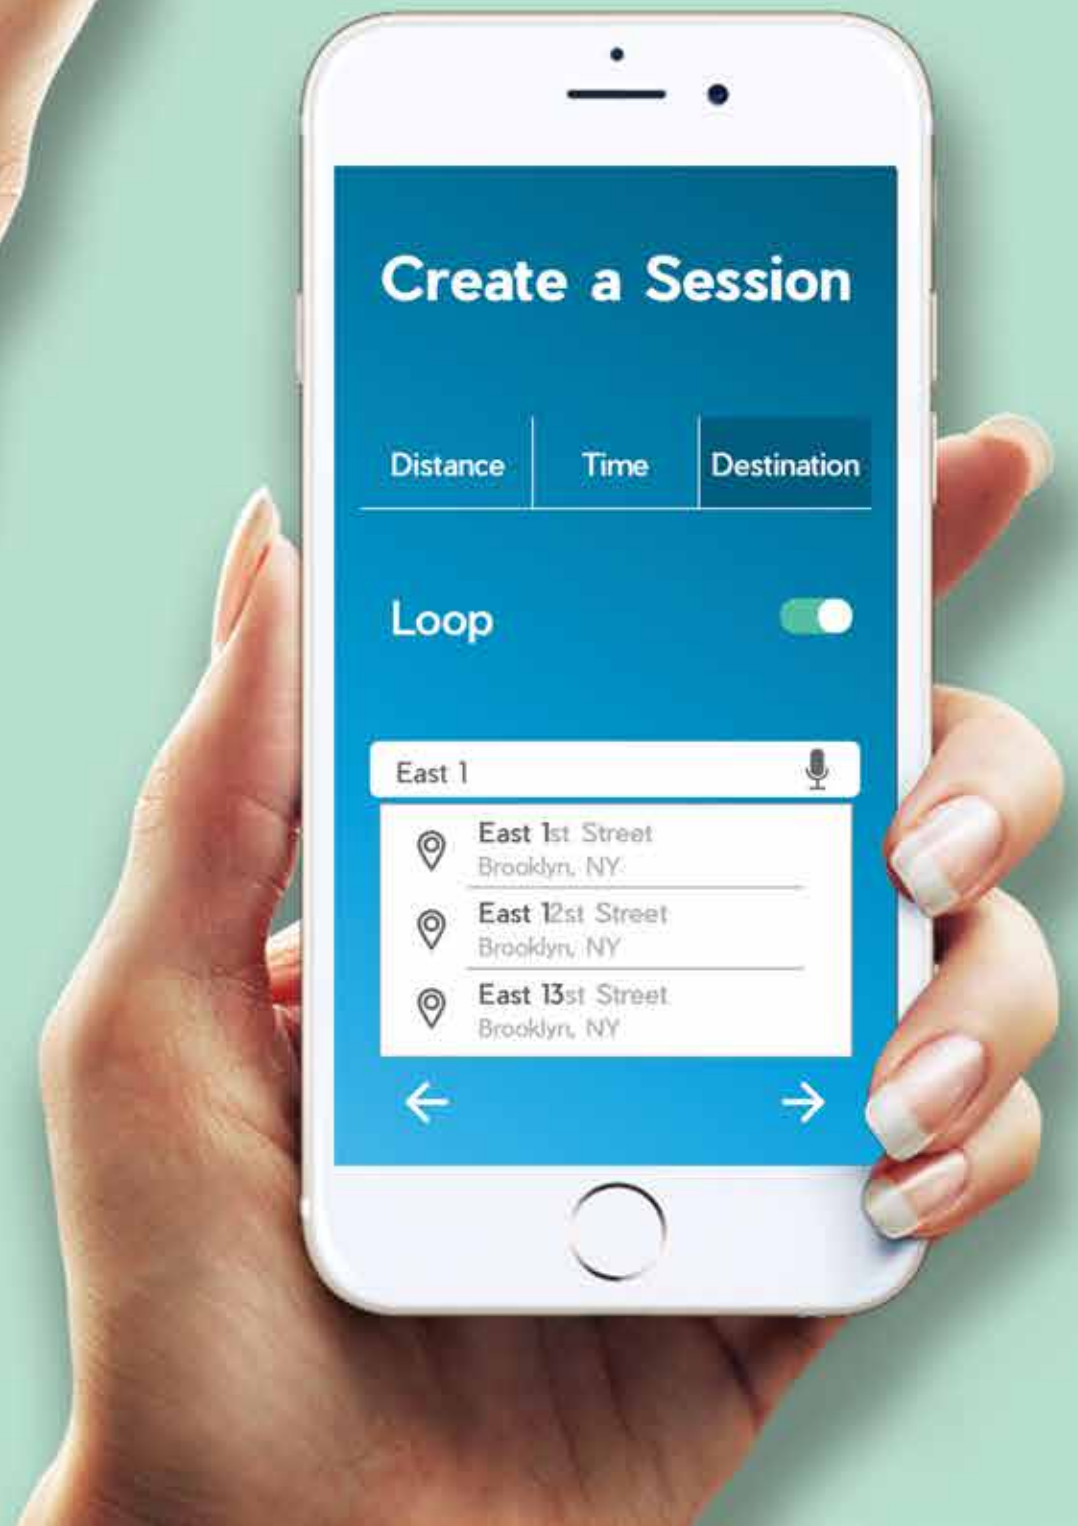 Create a Session
Distance
Time
Destination
Loop
East 1
East 1st Street
Brooklyn, NY
East 12st Street
Brooklyn, NY
East 13st Street
Brooklyn, NY